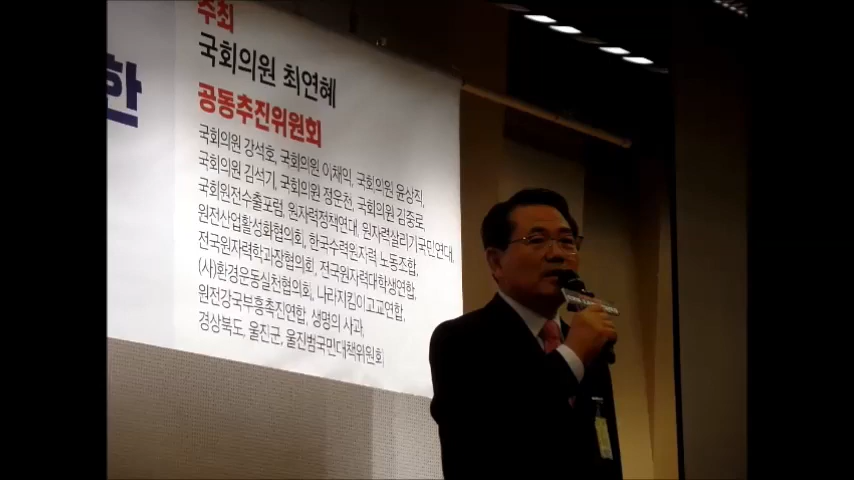 주최
국회의원 최연혜
한
공동추진위원회
국회의원 강석호, 국회의원 이채익, 국회의원 윤상직,
국회의원 김석기, 국회의원 정운천, 국회의원 김중로,
국회원전수출포럼, 원자력정책연대, 원자력살리기국민연대,
원전산업활성화협의회, 한국수력원자력 노동조합,
전국원자력학과장협의회, 전국원자력대학생연합,
(사)환경운동실천협의회, 나라지킴이고교연합,
원전강국부흥촉진연합, 생명의 사과,
경상북도, 울진군, 울진범국민대책위원회